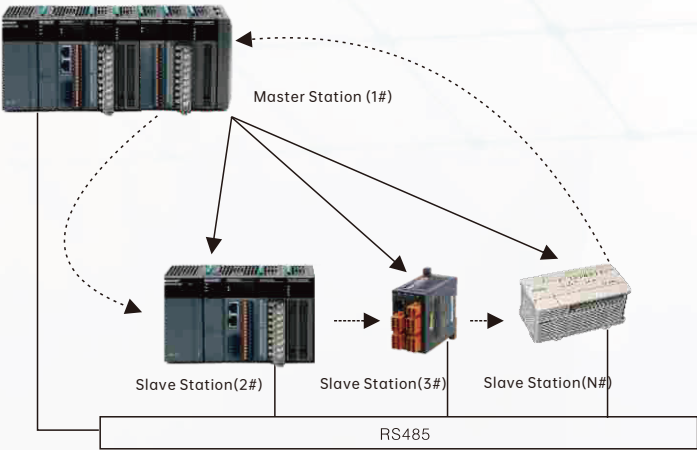 Master Station (1#)
Slave Station(2#)
Slave Station(3#)
Slave Station(N#)
RS485